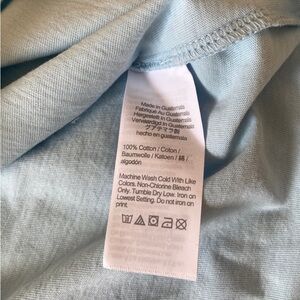 Made in Guatemala
Fabriqué Au Guatemala
Hergestellt in Guatemala
Vervaardigd in Guatemala
グアテマラ製
hecho en guatemala
100% Cotton / Coton /
Baumwolle / Katoen / 綿 /
algodón
Machine Wash Cold With Like
Colors. Non-Chlorine Bleach
Only. Tumble Dry Low. Iron on
Lowest Setting. Do not iron on
print.